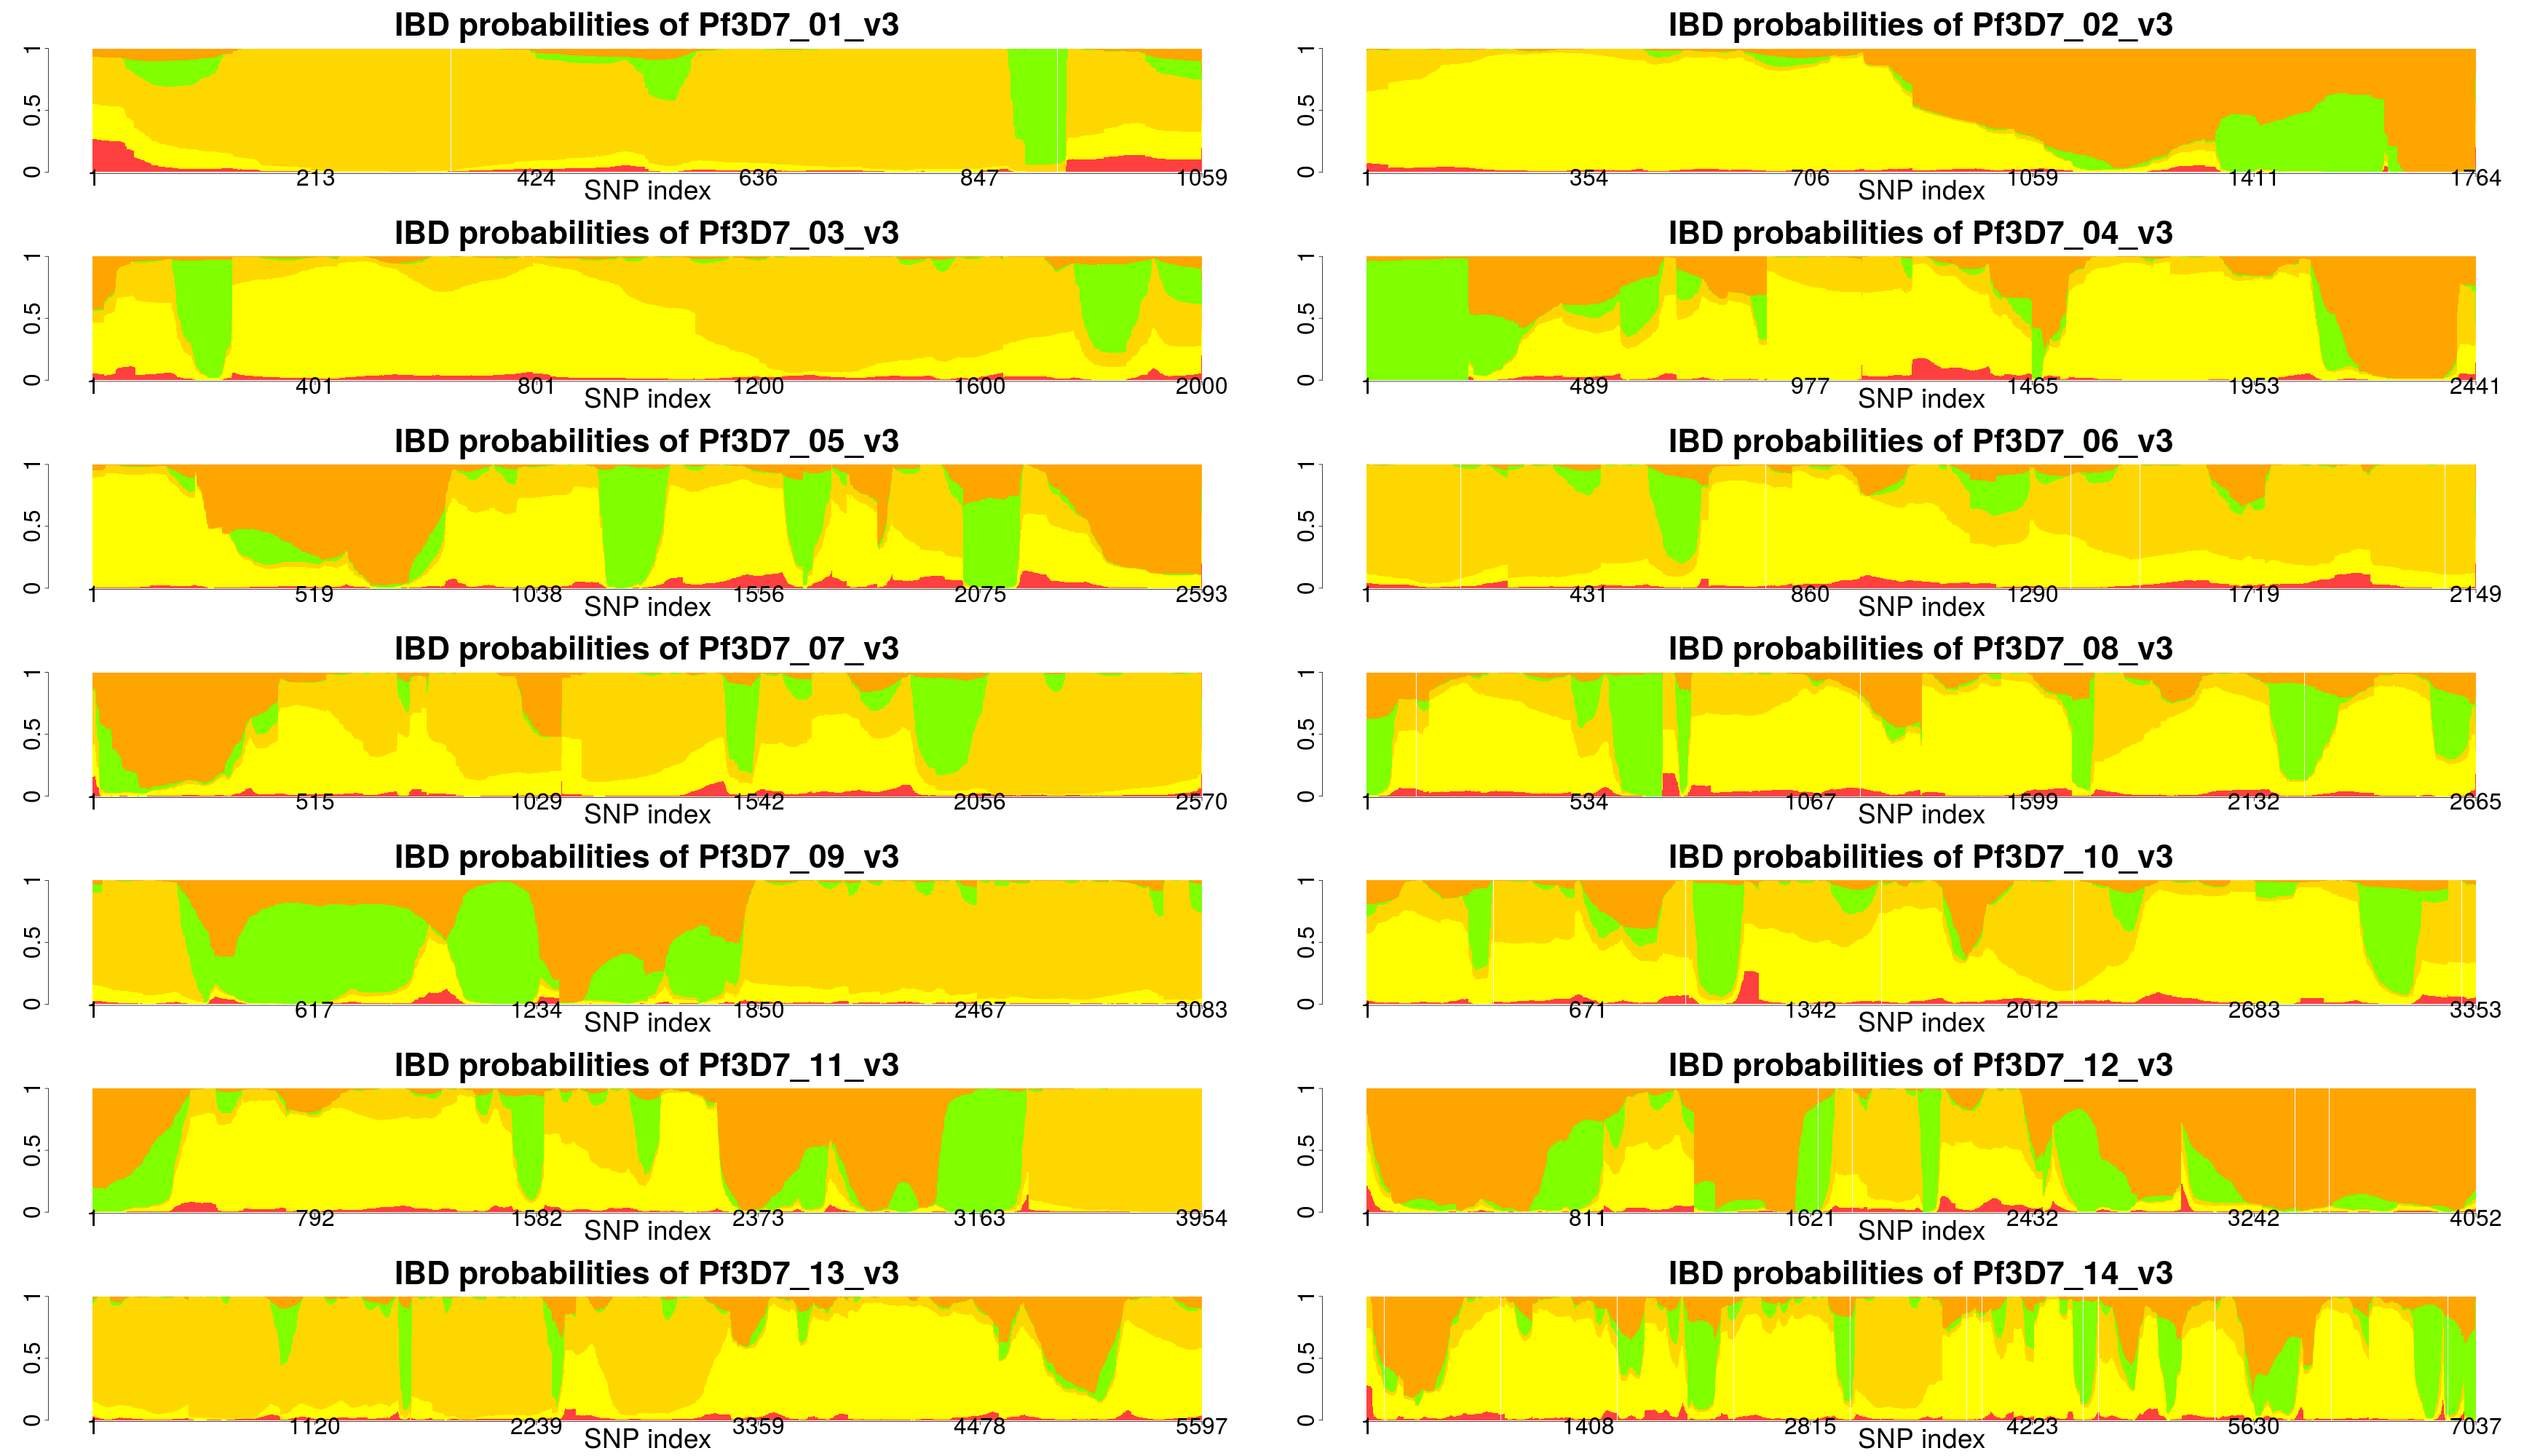 IBD probabilities of Pf3D7_01_v3
0 0.5 1
1 213 424 636 847 1059
SNP index
IBD probabilities of Pf3D7_02_v3
0 0.5 1
1 354 706 1059 1411 1764
SNP index
IBD probabilities of Pf3D7_03_v3
0 0.5 1
1 401 801 1200 1600 2000
SNP index
IBD probabilities of Pf3D7_04_v3
0 0.5 1
1 489 977 1465 1953 2441
SNP index
IBD probabilities of Pf3D7_05_v3
0 0.5 1
1 519 1038 1556 2075 2593
SNP index
IBD probabilities of Pf3D7_06_v3
0 0.5 1
1 431 860 1290 1719 2149
SNP index
IBD probabilities of Pf3D7_07_v3
0 0.5 1
1 515 1029 1542 2056 2570
SNP index
IBD probabilities of Pf3D7_08_v3
0 0.5 1
1 534 1067 1599 2132 2665
SNP index
IBD probabilities of Pf3D7_09_v3
0 0.5 1
1 617 1234 1850 2467 3083
SNP index
IBD probabilities of Pf3D7_10_v3
0 0.5 1
1 671 1342 2012 2683 3353
SNP index
IBD probabilities of Pf3D7_11_v3
0 0.5 1
1 792 1582 2373 3163 3954
SNP index
IBD probabilities of Pf3D7_12_v3
0 0.5 1
1 811 1621 2432 3242 4052
SNP index
IBD probabilities of Pf3D7_13_v3
0 0.5 1
1 1120 2239 3359 4478 5597
SNP index
IBD probabilities of Pf3D7_14_v3
0 0.5 1
1 1408 2815 4223 5630 7037
SNP index